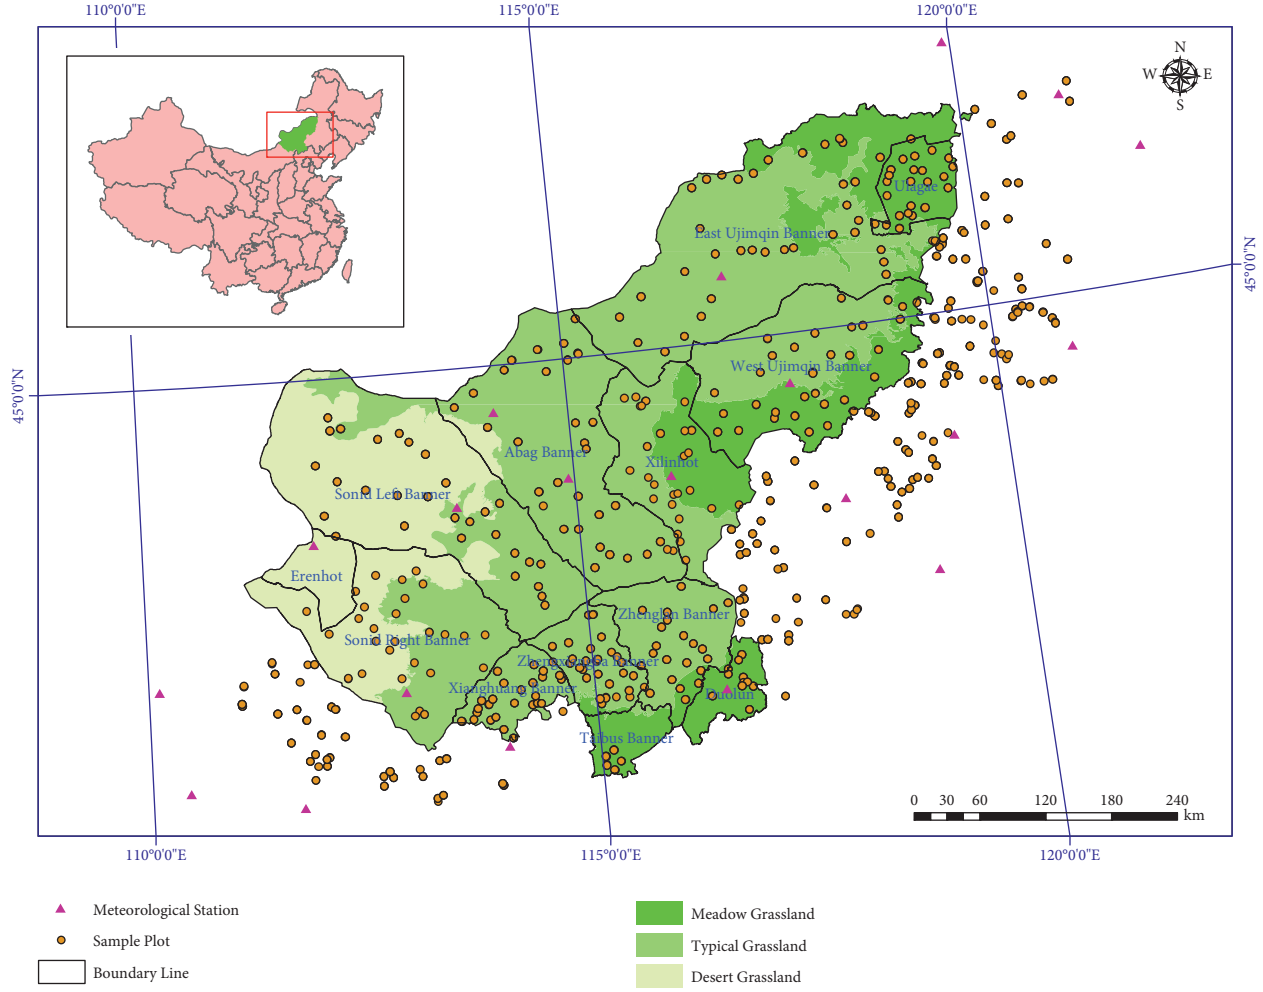 110°0'0"E
115°0'0"E
120°0'0"E
N
W
E
S
Ulagae
East Ujimqin Banner
45°0'0"N
West Ujimqin Banner
45°0'0"N
Abag Banner
Xilinhot
Sonid Left Banner
Erenhot
Zhenglan Banner
Sonid Right Banner
Zhengxiangbai Banner
Xianghuang Banner
Duolun
Taibus Banner
0 30 60 120 180 240
km
110°0'0"E
115°0'0"E
120°0'0"E
Meteorological Station
Sample Plot
Boundary Line
Meadow Grassland
Typical Grassland
Desert Grassland